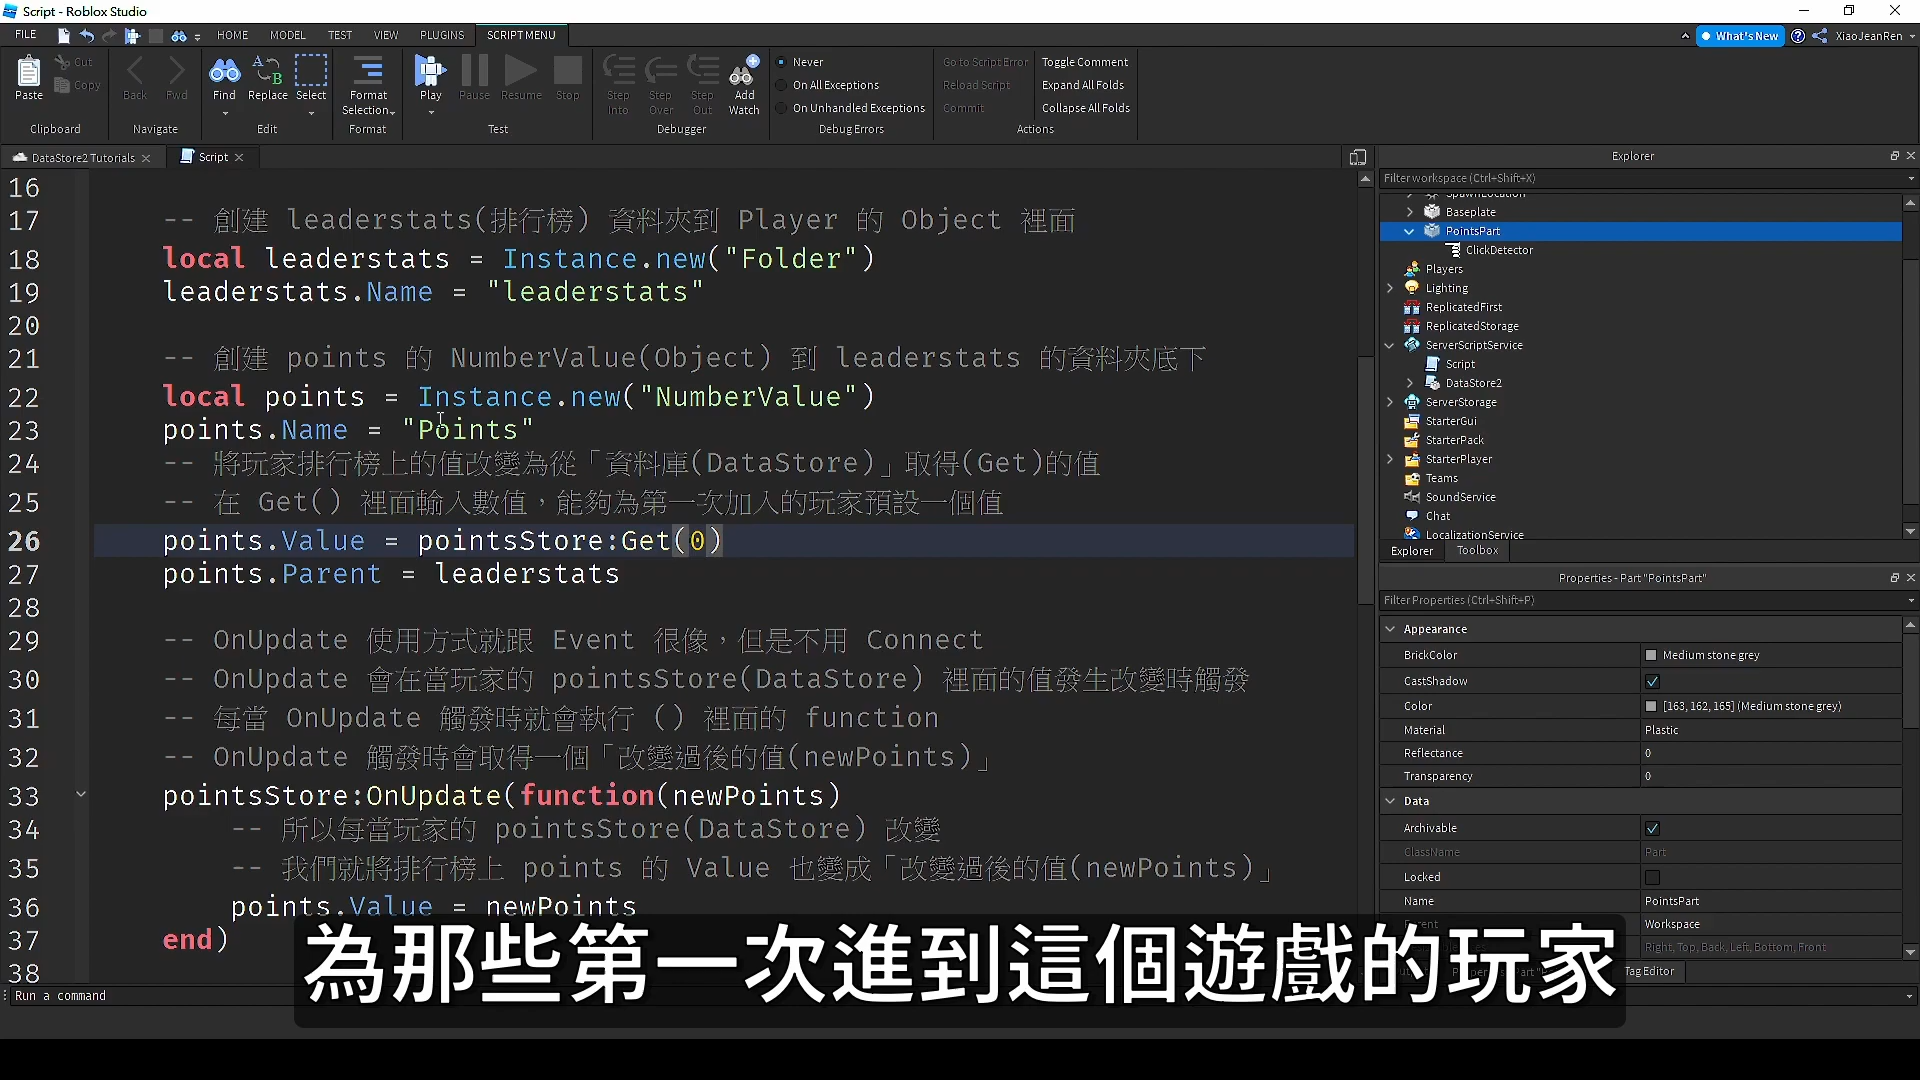 Script - Roblox Studio
FILE HOME MODEL TEST VIEW PLUGINS SCRIPT MENU What's New XiaoJeanRen
Paste Cut Copy Back Fwd Find Replace Select Format Selection Play Pause Resume Stop Step Into Step Over Step Out Add Watch
Never
On All Exceptions
On Unhandled Exceptions
Go to Script Error
Reload Script
Commit
Toggle Comment
Expand All Folds
Collapse All Folds
Clipboard Navigate Edit Format Test Debugger Debug Errors Actions
DataStore2 Tutorials Script
16
17 -- 創建 leaderstats(排行榜) 資料夾到 Player 的 Object 裡面
18 local leaderstats = Instance.new("Folder")
19 leaderstats.Name = "leaderstats"
20
21 -- 創建 points 的 NumberValue(Object) 到 leaderstats 的資料夾底下
22 local points = Instance.new("NumberValue")
23 points.Name = "Points"
24 -- 將玩家排行榜上的值改變為從「資料庫(DataStore)」取得(Get)的值
25 -- 在 Get() 裡面輸入數值，能夠為第一次加入的玩家預設一個值
26 points.Value = pointsStore:Get(0)
27 points.Parent = leaderstats
28
29 -- OnUpdate 使用方式就跟 Event 很像，但是不用 Connect
30 -- OnUpdate 會在當玩家的 pointsStore(DataStore) 裡面的值發生改變時觸發
31 -- 每當 OnUpdate 觸發時就會執行 () 裡面的 function
32 -- OnUpdate 觸發時會取得一個「改變過後的值(newPoints)」
33 pointsStore:OnUpdate(function(newPoints)
34 -- 所以每當玩家的 pointsStore(DataStore) 改變
35 -- 我們就將排行榜上 points 的 Value 也變成「改變過後的值(newPoints)」
36 points.Value = newPoints
37 end)
38
Run a command
Explorer
Filter workspace (Ctrl+Shift+X)
SpawnLocation
Baseplate
PointsPart
ClickDetector
Players
Lighting
ReplicatedFirst
ReplicatedStorage
ServerScriptService
Script
DataStore2
ServerStorage
StarterGui
StarterPack
StarterPlayer
Teams
SoundService
Chat
LocalizationService
Explorer Toolbox
Properties - Part "PointsPart"
Filter Properties (Ctrl+Shift+P)
Appearance
BrickColor Medium stone grey
CastShadow
Color [163, 162, 165] (Medium stone grey)
Material Plastic
Reflectance 0
Transparency 0
Data
Archivable
ClassName Part
Locked
Name PointsPart
Parent Workspace
Right, Top, Back, Left, Bottom, Front
Tag Editor
為那些第一次進到這個遊戲的玩家